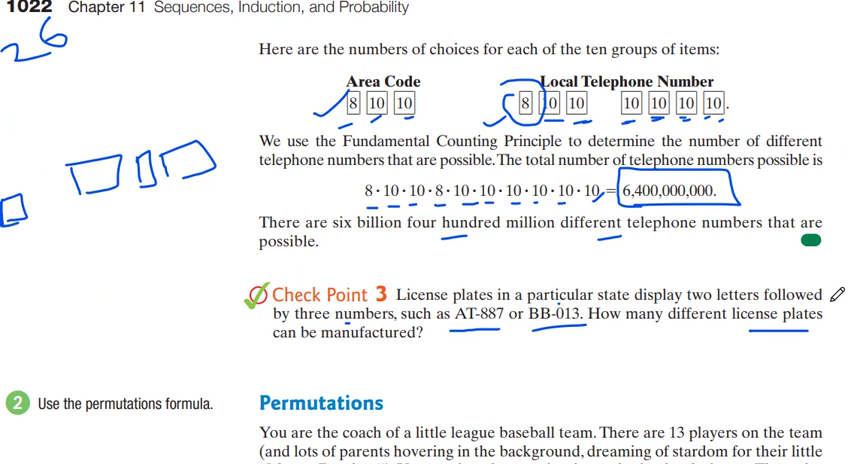 1022 Chapter 11 Sequences, Induction, and Probability
26
Here are the numbers of choices for each of the ten groups of items:
Area Code Local Telephone Number
8 10 10 8 10 10 10 10 10 10.
We use the Fundamental Counting Principle to determine the number of different
telephone numbers that are possible. The total number of telephone numbers possible is
8 · 10 · 10 · 8 · 10 · 10 · 10 · 10 · 10 · 10 = 6,400,000,000.
There are six billion four hundred million different telephone numbers that are
possible.
Check Point 3 License plates in a particular state display two letters followed
by three numbers, such as AT-887 or BB-013. How many different license plates
can be manufactured?
2 Use the permutations formula.
Permutations
You are the coach of a little league baseball team. There are 13 players on the team
(and lots of parents hovering in the background, dreaming of stardom for their little